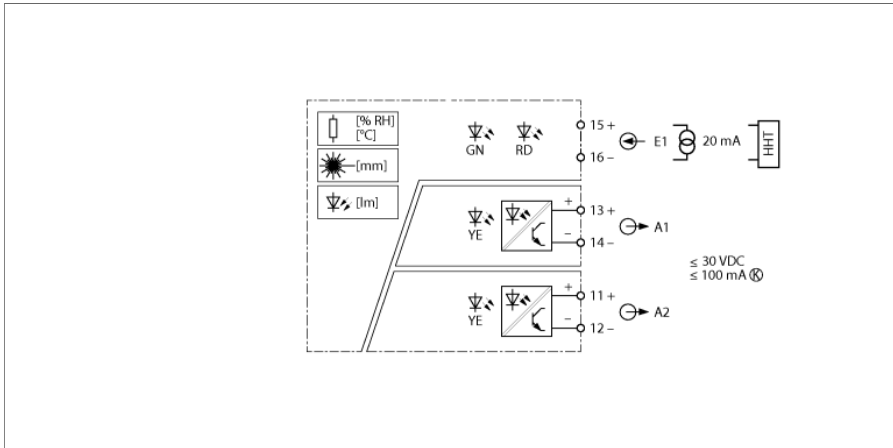 [% RH]
[°C]
[mm]
[lm]
GN
RD
15 +
16 –
E1
20 mA
HHT
YE
+
–
13 +
14 –
A1
≤ 30 VDC
≤ 100 mA Ⓚ
YE
+
–
11 +
12 –
A2